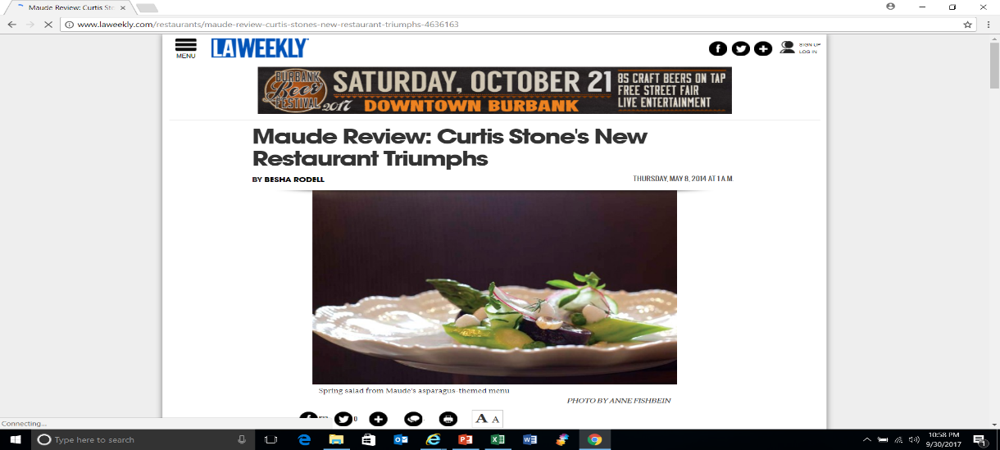 Maude Review: Curtis Sto
www.laweekly.com/restaurants/maude-review-curtis-stones-new-restaurant-triumphs-4636163
MENU
LAWEEKLY
SIGN UP
LOG IN
BURBANK
Beer
FESTIVAL
2017
SATURDAY, OCTOBER 21
DOWNTOWN BURBANK
85 CRAFT BEERS ON TAP
FREE STREET FAIR
LIVE ENTERTAINMENT
Maude Review: Curtis Stone's New
Restaurant Triumphs
BY BESHA RODELL
THURSDAY, MAY 8, 2014 AT 1 A.M.
Spring salad from Maude's asparagus-themed menu
PHOTO BY ANNE FISHBEIN
0
A A
Connecting...
Type here to search
10:58 PM
9/30/2017